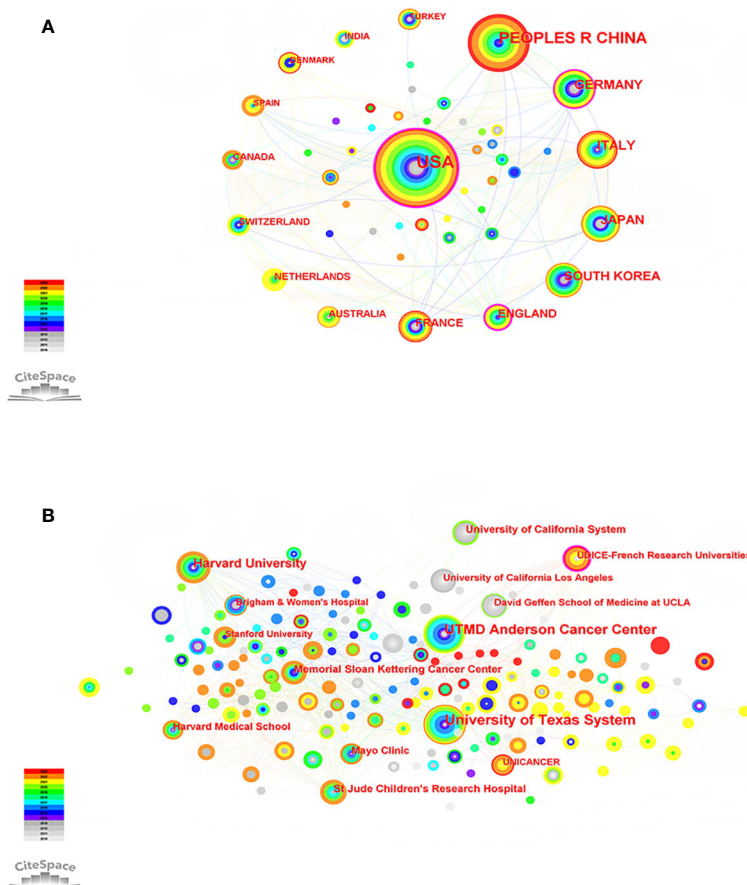 A
TURKEY
INDIA
PEOPLES R CHINA
DENMARK
GERMANY
SPAIN
ITALY
USA
CANADA
SWITZERLAND
JAPAN
NETHERLANDS
SOUTH KOREA
AUSTRALIA
FRANCE
ENGLAND
CiteSpace
B
University of California System
Harvard University
UDICE-French Research Universities
University of California Los Angeles
Brigham & Women's Hospital
David Geffen School of Medicine at UCLA
Stanford University
UTMD Anderson Cancer Center
Memorial Sloan Kettering Cancer Center
Harvard Medical School
University of Texas System
Mayo Clinic
UNICANCER
St Jude Children's Research Hospital
CiteSpace